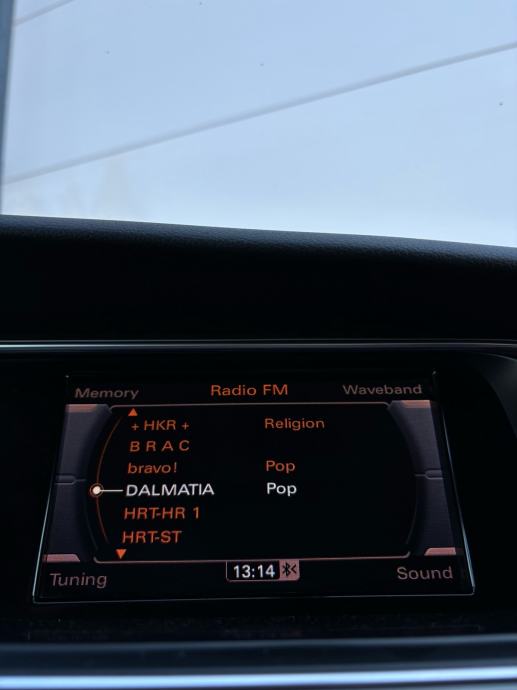 Memory Radio FM Waveband
+ HKR + Religion
B R A C
bravo! Pop
DALMATIA Pop
HRT-HR 1
HRT-ST
Tuning 13:14 Sound